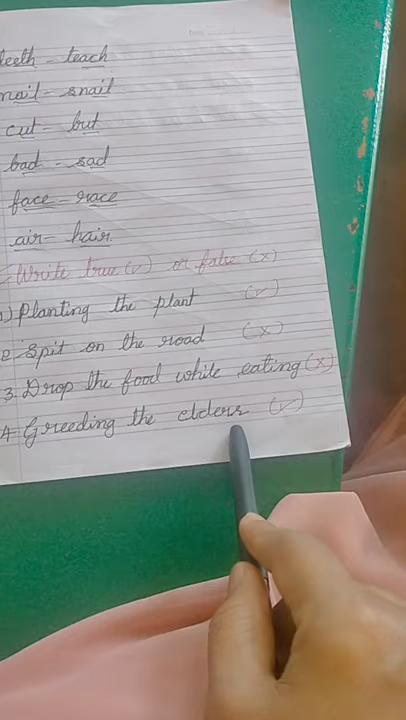 teeth - teach
nail - snail
cut - but
bad - sad
face - race
air - hair
Write true (✓) or false (x)
1) Planting the plant (✓)
2 Spit on the road (x)
3. Drop the food while eating (x)
4. Greeding the elders (✓)